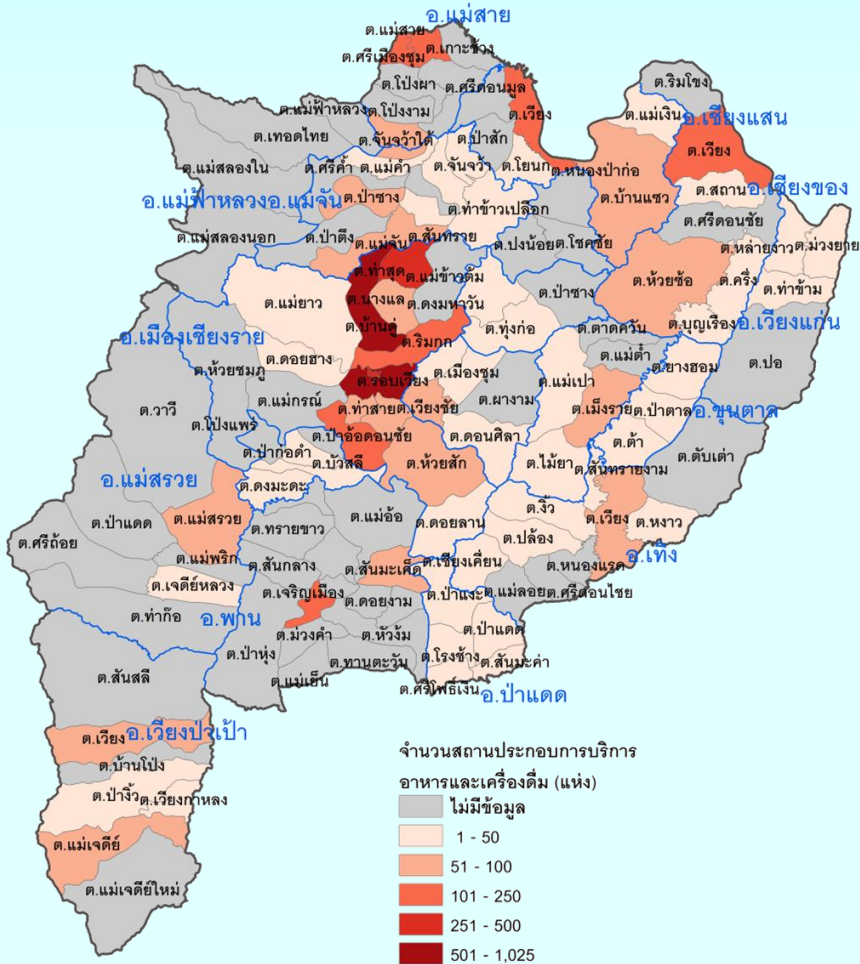 อ.แม่สาย
ต.แม่สาย
ต.เกาะช้าง
ต.ศรีเมืองชุม
ต.โป่งผา
ต.ศรีดอนมูล
ต.ริมโขง
ต.แม่ฟ้าหลวง
ต.โป่งงาม
ต.เวียง
ต.แม่เงิน
อ.เชียงแสน
ต.เทอดไทย
ต.จันจว้าใต้
ต.ป่าสัก
ต.เวียง
ต.แม่สลองใน
ต.ศรีค้ำ
ต.แม่คำ
ต.จันจว้า
ต.โยนก
ต.หนองป่าก่อ
ต.สถาน
อ.เชียงของ
อ.แม่ฟ้าหลวง
อ.แม่จัน
ต.ป่าซาง
ต.ท่าข้าวเปลือก
ต.บ้านแซว
ต.ศรีดอนชัย
ต.แม่สลองนอก
ต.ป่าตึง
ต.แม่จัน
ต.สันทราย
ต.ปงน้อย
ต.โชคชัย
ต.หล่ายงาว
ต.ม่วงยาย
ต.ท่าสุด
ต.แม่ข้าวต้ม
ต.ห้วยซ้อ
ต.ครึ่ง
ต.ท่าข้าม
ต.แม่ยาว
ต.นางแล
ต.ดงมหาวัน
ต.ป่าซาง
อ.เมืองเชียงราย
ต.บ้านดู่
ต.ริมกก
ต.ทุ่งก่อ
ต.ตาดควัน
ต.บุญเรือง
อ.เวียงแก่น
ต.ดอยฮาง
ต.แม่ต๋ำ
ต.ห้วยชมภู
ต.รอบเวียง
ต.เมืองชุม
ต.แม่เปา
ต.ยางฮอม
ต.ปอ
ต.วาวี
ต.แม่กรณ์
ต.ท่าสาย
ต.เวียงชัย
ต.ผางาม
ต.เม็งราย
ต.ป่าตาล
อ.ขุนตาล
ต.โป่งแพร่
ต.ป่าอ้อดอนชัย
ต.ดอนศิลา
ต.ต้า
ต.ป่าก่อดำ
ต.บัวสลี
ต.ห้วยสัก
ต.ไม้ยา
ต.สันทรายงาม
ต.ตับเต่า
อ.แม่สรวย
ต.ดงมะดะ
ต.ป่าแดด
ต.แม่สรวย
ต.ทรายขาว
ต.แม่อ้อ
ต.ดอยลาน
ต.งิ้ว
ต.เวียง
ต.หงาว
ต.ศรีถ้อย
ต.แม่พริก
ต.สันกลาง
ต.สันมะเค็ด
ต.เชียงเคี่ยน
ต.ปล้อง
ต.หนองแรด
อ.เทิง
ต.เจดีย์หลวง
ต.เจริญเมือง
ต.ดอยงาม
ต.ป่าแงะ
ต.แม่ลอย
ต.ศรีดอนไชย
ต.ท่าก๊อ
อ.พาน
ต.ม่วงคำ
ต.หัวง้ม
ต.ป่าแดด
ต.ป่าหุ่ง
ต.ทานตะวัน
ต.โรงช้าง
ต.สันมะค่า
ต.สันสลี
ต.แม่เย็น
ต.ศรีโพธิ์เงิน
อ.ป่าแดด
ต.เวียง
อ.เวียงป่าเป้า
ต.บ้านโป่ง
ต.ป่างิ้ว
ต.เวียงกาหลง
ต.แม่เจดีย์
ต.แม่เจดีย์ใหม่
จำนวนสถานประกอบการบริการ
อาหารและเครื่องดื่ม (แห่ง)
ไม่มีข้อมูล
1 - 50
51 - 100
101 - 250
251 - 500
501 - 1,025